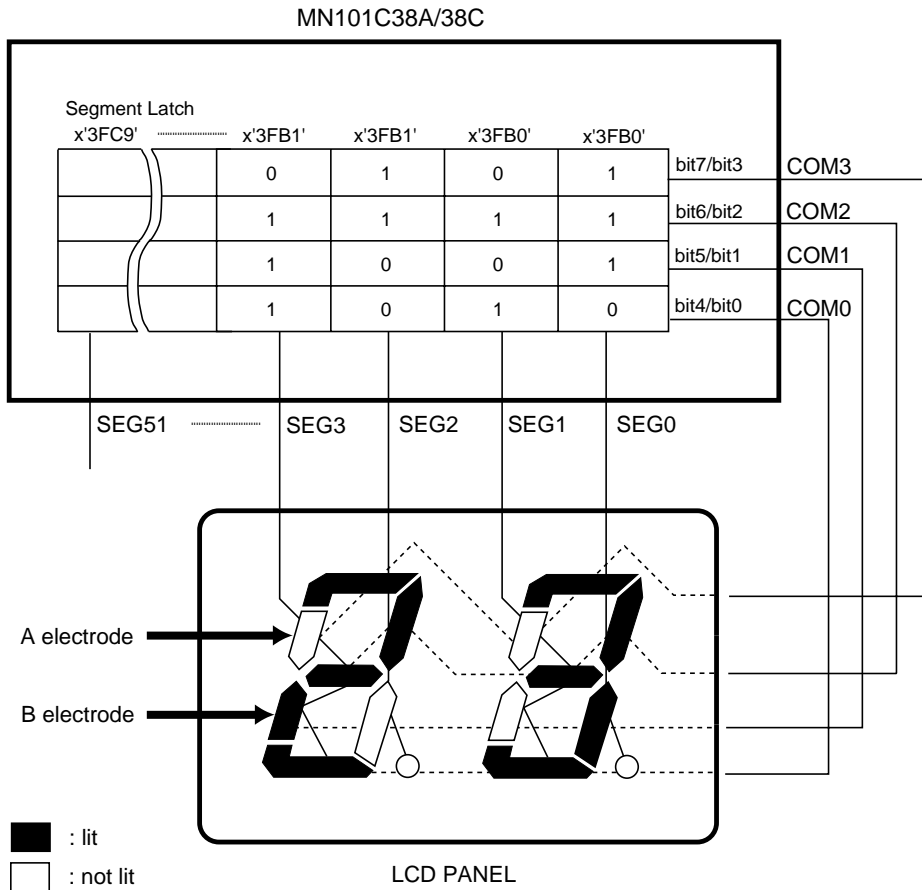 MN101C38A/38C
Segment Latch
x'3FC9' x'3FB1' x'3FB1' x'3FB0' x'3FB0'
0 1 0 1 bit7/bit3 COM3
1 1 1 1 bit6/bit2 COM2
1 0 0 1 bit5/bit1 COM1
1 0 1 0 bit4/bit0 COM0
SEG51 SEG3 SEG2 SEG1 SEG0
A electrode
B electrode
: lit
: not lit
LCD PANEL